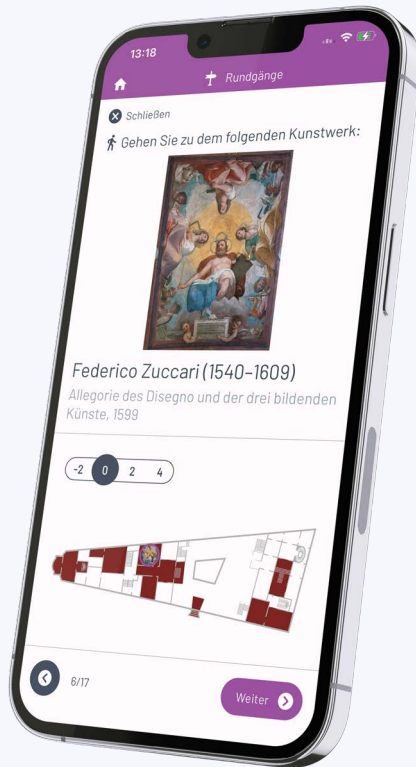 13:18
Rundgänge
Schließen
Gehen Sie zu dem folgenden Kunstwerk:
Federico Zuccari (1540–1609)
Allegorie des Disegno und der drei bildenden
Künste, 1599
-2 0 2 4
6/17
Weiter